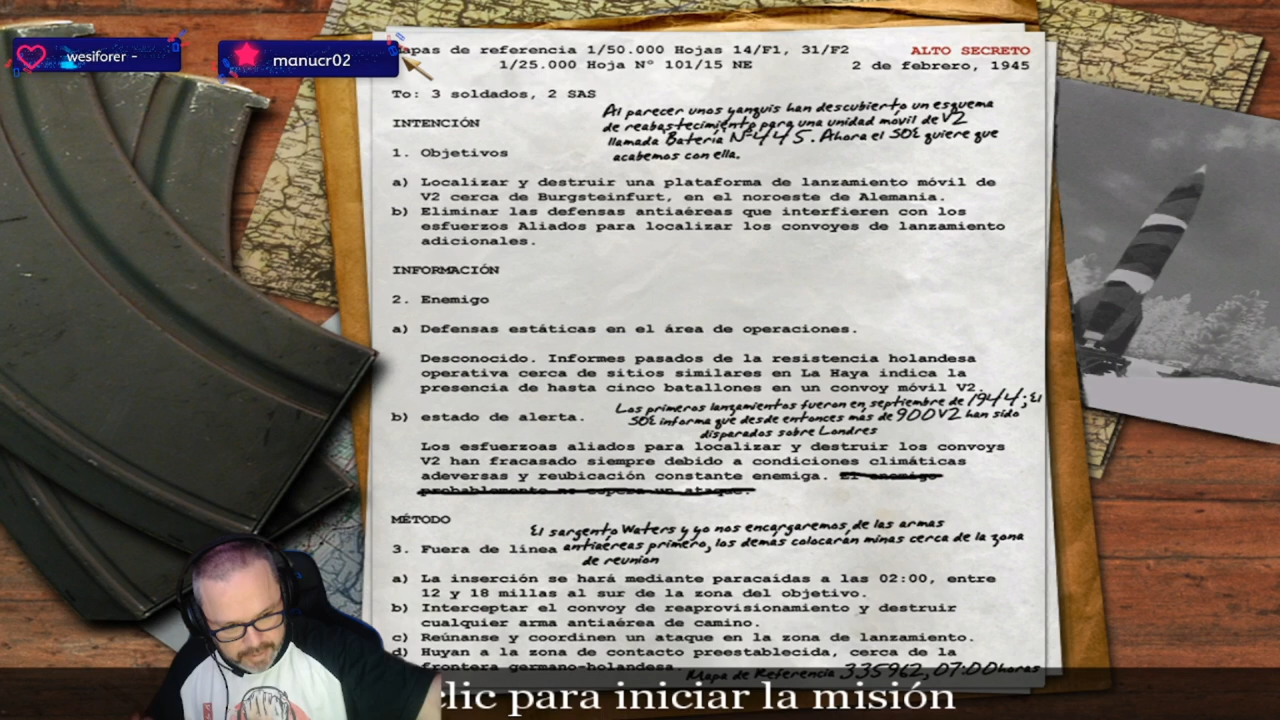 wesiforer -
manucr02
apas de referencia 1/50.000 Hojas 14/F1, 31/F2
ALTO SECRETO
1/25.000 Hoja Nº 101/15 NE
2 de febrero, 1945
To: 3 soldados, 2 SAS
Al parecer unos yanquis han descubierto un esquema
de reabastecimiento para una unidad móvil de V2
llamada Batería Nº445. Ahora el SOE quiere que
acabemos con ella.
INTENCIÓN
1. Objetivos
a) Localizar y destruir una plataforma de lanzamiento móvil de
V2 cerca de Burgsteinfurt, en el noroeste de Alemania.
b) Eliminar las defensas antiaéreas que interfieren con los
esfuerzos Aliados para localizar los convoyes de lanzamiento
adicionales.
INFORMACIÓN
2. Enemigo
a) Defensas estáticas en el área de operaciones.
Desconocido. Informes pasados de la resistencia holandesa
operativa cerca de sitios similares en La Haya indica la
presencia de hasta cinco batallones en un convoy móvil V2.
Los primeros lanzamientos fueron en septiembre de 1944; El
SOE informa que desde entonces más de 900 V2 han sido
disparados sobre Londres
b) estado de alerta.
Los esfuerzoas aliados para localizar y destruir los convoys
V2 han fracasado siempre debido a condiciones climáticas
adeversas y reubicación constante enemiga. El enemigo
probablemente no espera un ataque.
MÉTODO
El sargento Waters y yo nos encargaremos de las armas
antiaéreas primero, los demas colocarán minas cerca de la zona
de reunion
3. Fuera de línea
a) La inserción se hará mediante paracaídas a las 02:00, entre
12 y 18 millas al sur de la zona del objetivo.
b) Interceptar el convoy de reaprovisionamiento y destruir
cualquier arma antiaérea de camino.
c) Reúnanse y coordinen un ataque en la zona de lanzamiento.
d) Huyan a la zona de contacto preestablecida, cerca de la
frontera germano-holandesa.
Mapa de Referencia 335962, 07:00 horas
clic para iniciar la misión